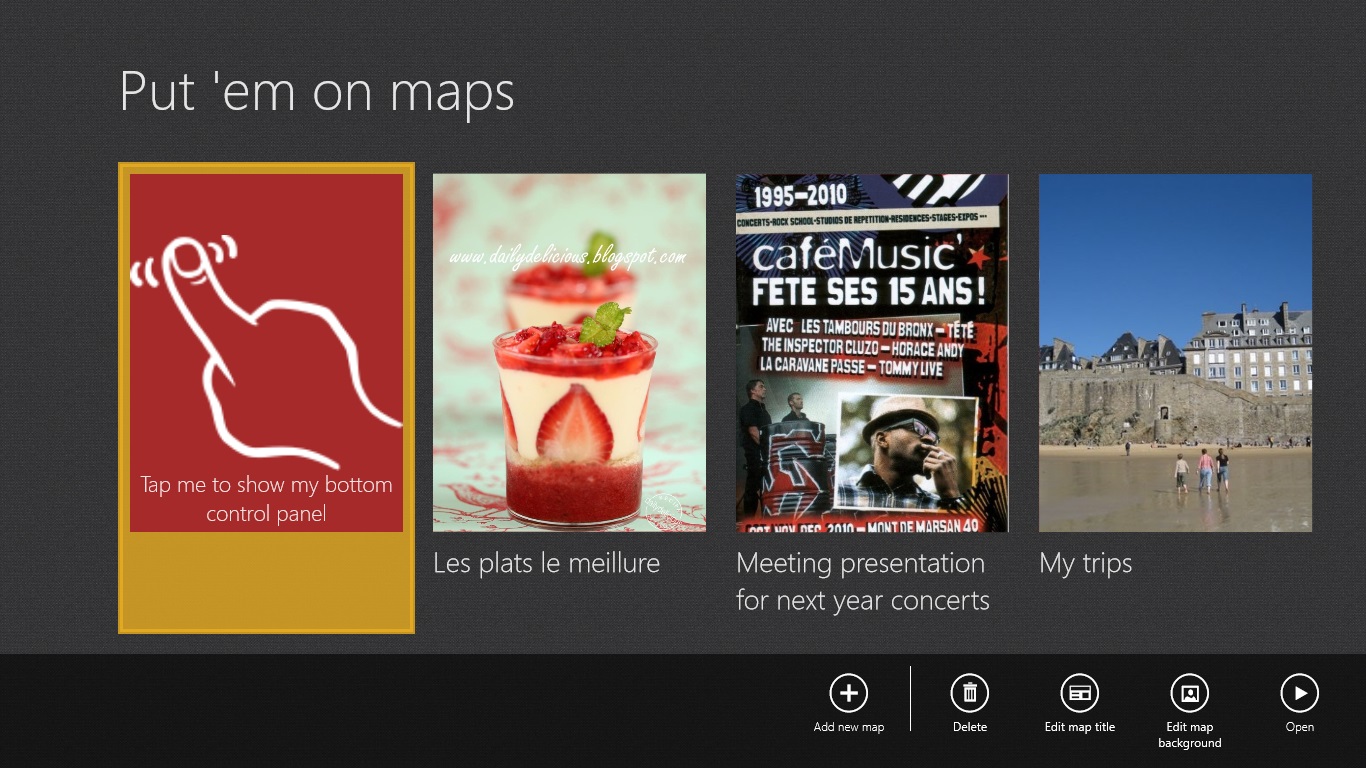 Put 'em on maps
Tap me to show my bottom
control panel
www.dailydelicious.blogspot.com
Les plats le meillure
1995–2010
CONCERTS-ROCK SCHOOL-STUDIOS DE REPETITION-RESIDENCES-STAGES-EXPOS ...
caféMusic'
FETE SES 15 ANS!
AVEC LES TAMBOURS DU BRONX – TÉTÉ
THE INSPECTOR CLUZO – HORACE ANDY
LA CARAVANE PASSE – TOMMY LIVE
OCT NOV DEC 2010 – MONT DE MARSAN 40
Meeting presentation
for next year concerts
My trips
Add new map
Delete
Edit map title
Edit map
background
Open